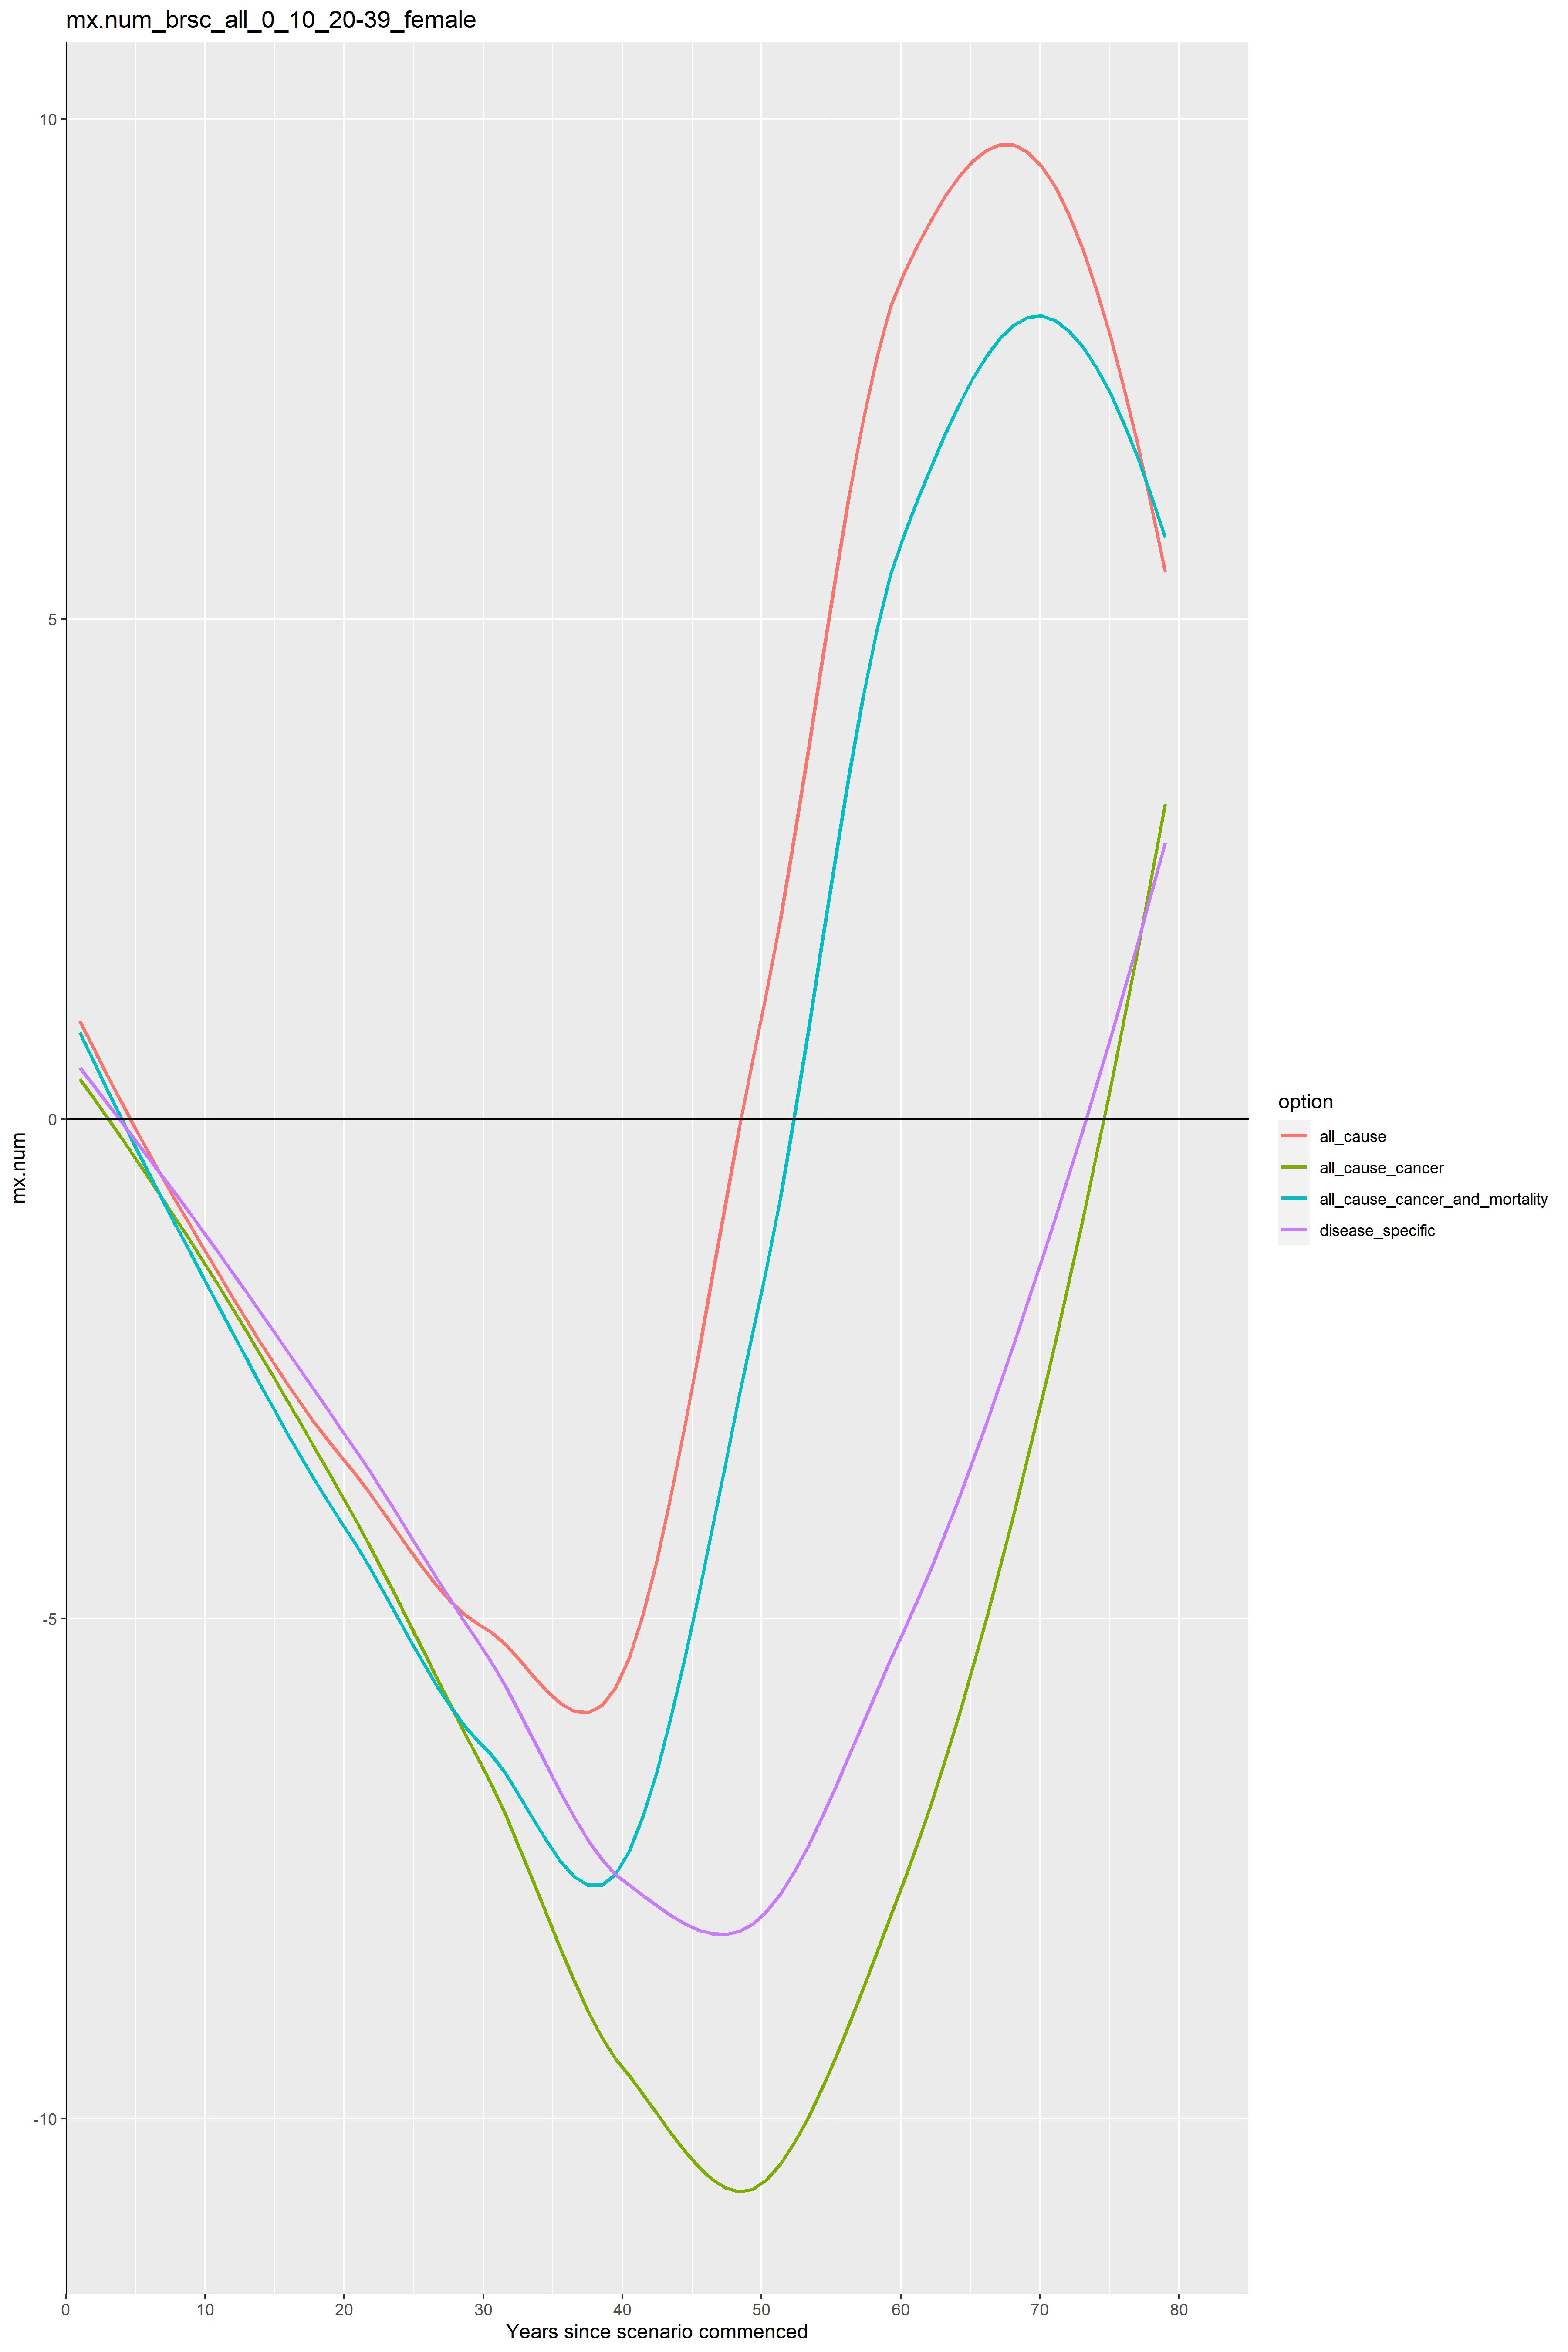 mx.num_brsc_all_0_10_20-39_female
10
5
0
-5
-10
mx.num
0 10 20 30 40 50 60 70 80
Years since scenario commenced
option
all_cause
all_cause_cancer
all_cause_cancer_and_mortality
disease_specific